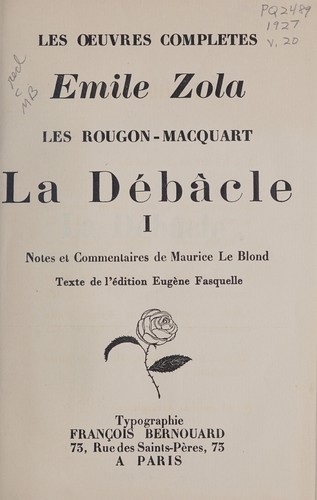 PQ2489
1927
v. 20
LES ŒUVRES COMPLETES
Emile Zola
LES ROUGON-MACQUART
La Débâcle
I
Notes et Commentaires de Maurice Le Blond
Texte de l'édition Eugène Fasquelle
Typographie
FRANÇOIS BERNOUARD
73, Rue des Saints-Pères, 73
A PARIS